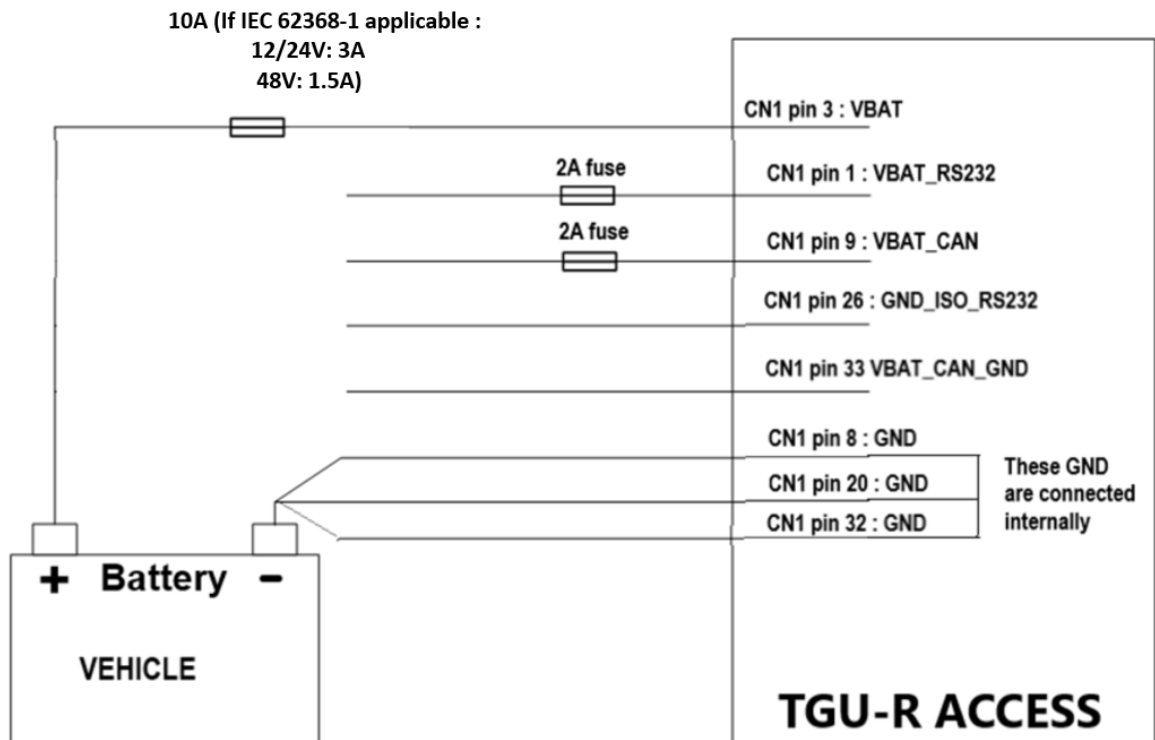 10A (If IEC 62368-1 applicable :
12/24V: 3A
48V: 1.5A)
CN1 pin 3 : VBAT
2A fuse
CN1 pin 1 : VBAT_RS232
2A fuse
CN1 pin 9 : VBAT_CAN
CN1 pin 26 : GND_ISO_RS232
CN1 pin 33 VBAT_CAN_GND
CN1 pin 8 : GND
CN1 pin 20 : GND
CN1 pin 32 : GND
These GND
are connected
internally
+ Battery -
VEHICLE
TGU-R ACCESS